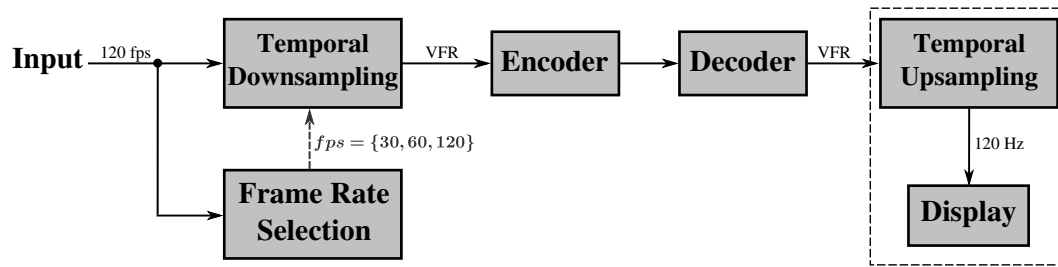 Input
120 fps
Temporal
Downsampling
VFR
Encoder
Decoder
VFR
Temporal
Upsampling
fps = {30, 60, 120}
120 Hz
Frame Rate
Selection
Display